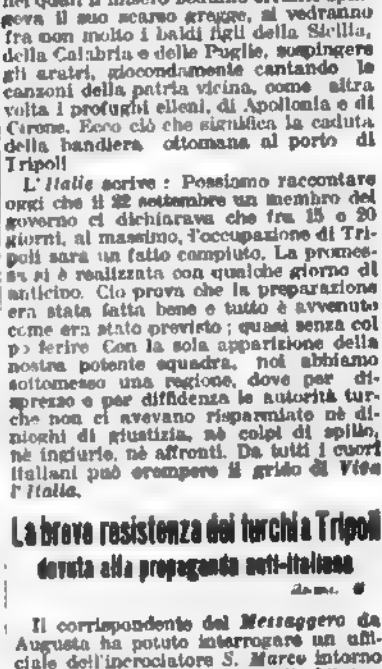 geva il suo scarso gregge, si vedranno
fra non molto i baldi figli della Sicilia,
della Calabria e delle Puglie, sospingere
gli aratri, giocondamente cantando le
canzoni della patria vicina, come altra
volta i profughi elleni, di Apollonia e di
Cirene. Ecco ciò che significa la caduta
della bandiera ottomana al porto di
Tripoli
L'Italie scrive : Possiamo raccontare
oggi che il 22 settembre un membro del
governo ci dichiarava che fra 15 o 20
giorni, al massimo, l'occupazione di Tri-
poli sarà un fatto compiuto. La promes-
sa si è realizzata con qualche giorno di
anticipo. Cio prova che la preparazione
era stata fatta bene e tutto è avvenuto
come era stato previsto ; quasi senza col
po ferire Con la sola apparizione della
nostra potente squadra, noi abbiamo
sottomesso una regione, dove per di-
sprezzo e per diffidenza le autorità tur-
che non ci avevano risparmiato nè di-
nieghi di giustizia, nè colpi di spillo,
nè ingiurie, nè affronti. Da tutti i cuori
italiani può erompere il grido di Viva
l'Italia.
La breve resistenza dei turchi a Tripoli
dovuta alla propaganda anti-italiana
Il corrispondente del Messaggero da
Augusta ha potuto interrogare un uffi-
ciale dell'incrociatore S. Marco intorno